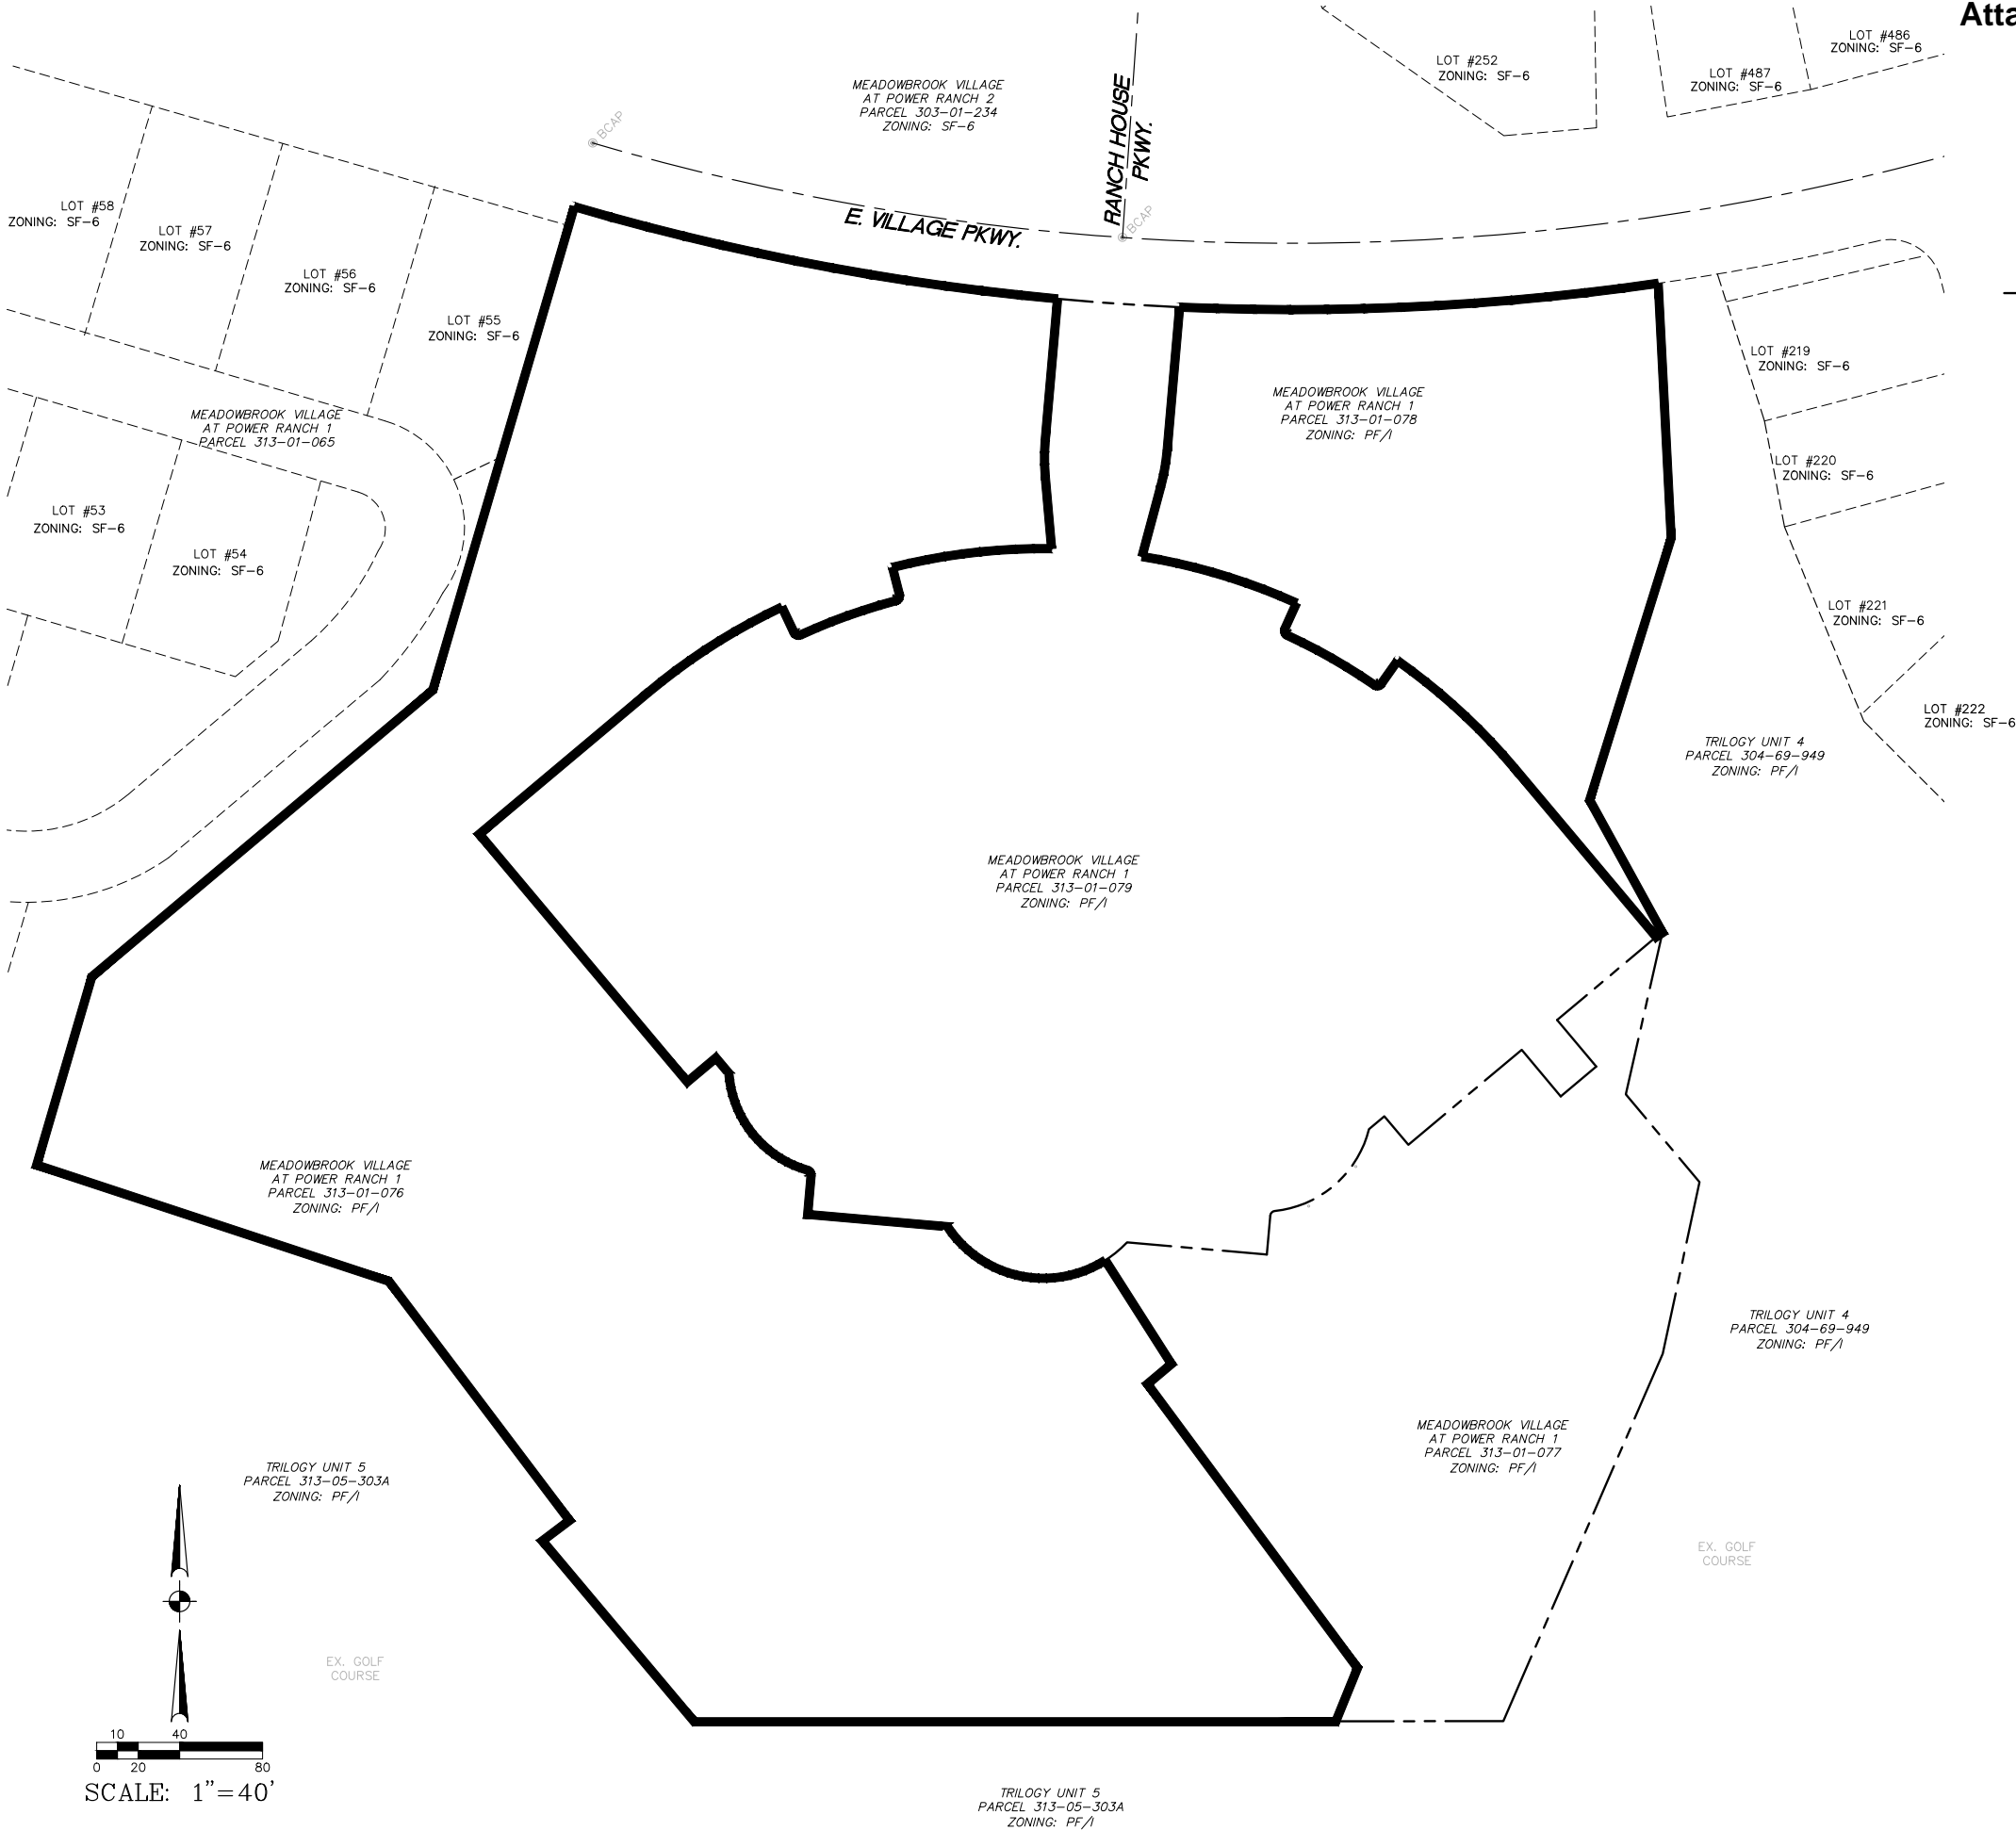 Atta
LOT #486
ZONING: SF-6
LOT #252
ZONING: SF-6
LOT #487
ZONING: SF-6
MEADOWBROOK VILLAGE
AT POWER RANCH 2
PARCEL 303-01-234
ZONING: SF-6
RANCH HOUSE
PKWY.
BCAP
BCAP
E. VILLAGE PKWY.
LOT #58
ZONING: SF-6
LOT #57
ZONING: SF-6
LOT #56
ZONING: SF-6
LOT #55
ZONING: SF-6
MEADOWBROOK VILLAGE
AT POWER RANCH 1
PARCEL 313-01-065
LOT #53
ZONING: SF-6
LOT #54
ZONING: SF-6
MEADOWBROOK VILLAGE
AT POWER RANCH 1
PARCEL 313-01-078
ZONING: PF/I
LOT #219
ZONING: SF-6
LOT #220
ZONING: SF-6
LOT #221
ZONING: SF-6
LOT #222
ZONING: SF-6
TRILOGY UNIT 4
PARCEL 304-69-949
ZONING: PF/I
MEADOWBROOK VILLAGE
AT POWER RANCH 1
PARCEL 313-01-079
ZONING: PF/I
MEADOWBROOK VILLAGE
AT POWER RANCH 1
PARCEL 313-01-076
ZONING: PF/I
TRILOGY UNIT 4
PARCEL 304-69-949
ZONING: PF/I
MEADOWBROOK VILLAGE
AT POWER RANCH 1
PARCEL 313-01-077
ZONING: PF/I
TRILOGY UNIT 5
PARCEL 313-05-303A
ZONING: PF/I
EX. GOLF
COURSE
EX. GOLF
COURSE
10 40
0 20 80
SCALE: 1"=40'
TRILOGY UNIT 5
PARCEL 313-05-303A
ZONING: PF/I